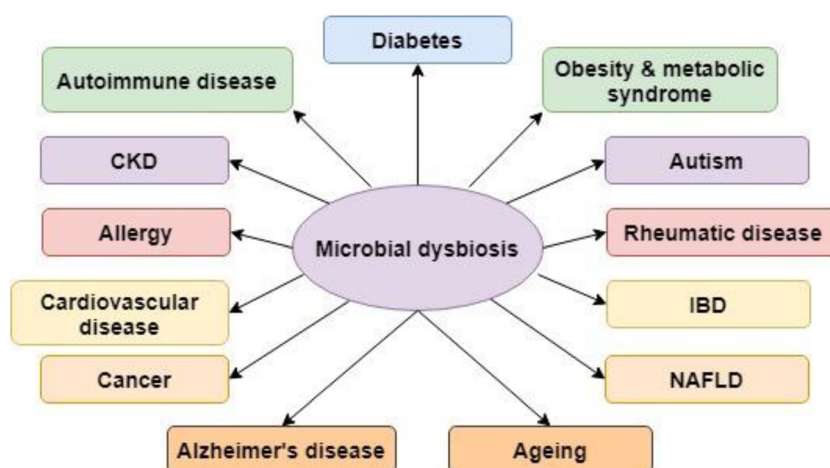 Diabetes
Autoimmune disease
Obesity & metabolic
syndrome
CKD
Autism
Allergy
Microbial dysbiosis
Rheumatic disease
Cardiovascular
disease
IBD
Cancer
NAFLD
Alzheimer's disease
Ageing